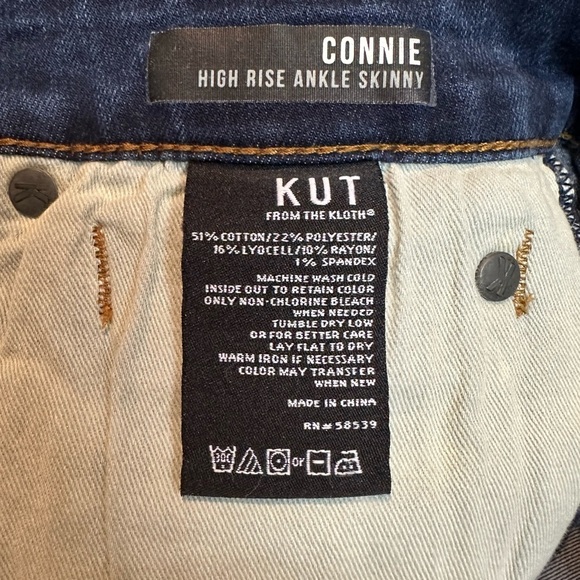 CONNIE
HIGH RISE ANKLE SKINNY
KUT
FROM THE KLOTH®
51% COTTON/22% POLYESTER/
16% LYOCELL/10% RAYON/
1% SPANDEX
MACHINE WASH COLD
INSIDE OUT TO RETAIN COLOR
ONLY NON-CHLORINE BLEACH
WHEN NEEDED
TUMBLE DRY LOW
OR FOR BETTER CARE
LAY FLAT TO DRY
WARM IRON IF NECESSARY
COLOR MAY TRANSFER
WHEN NEW
MADE IN CHINA
RN# 58539
30C or